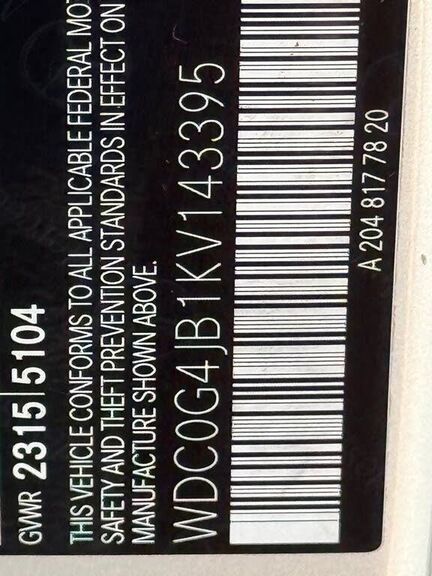 GVWR 2315 5104
THIS VEHICLE CONFORMS TO ALL APPLICABLE FEDERAL MOT
SAFETY AND THEFT PREVENTION STANDARDS IN EFFECT ON
MANUFACTURE SHOWN ABOVE.
WDC0G4JB1KV143395
A 204 817 78 20